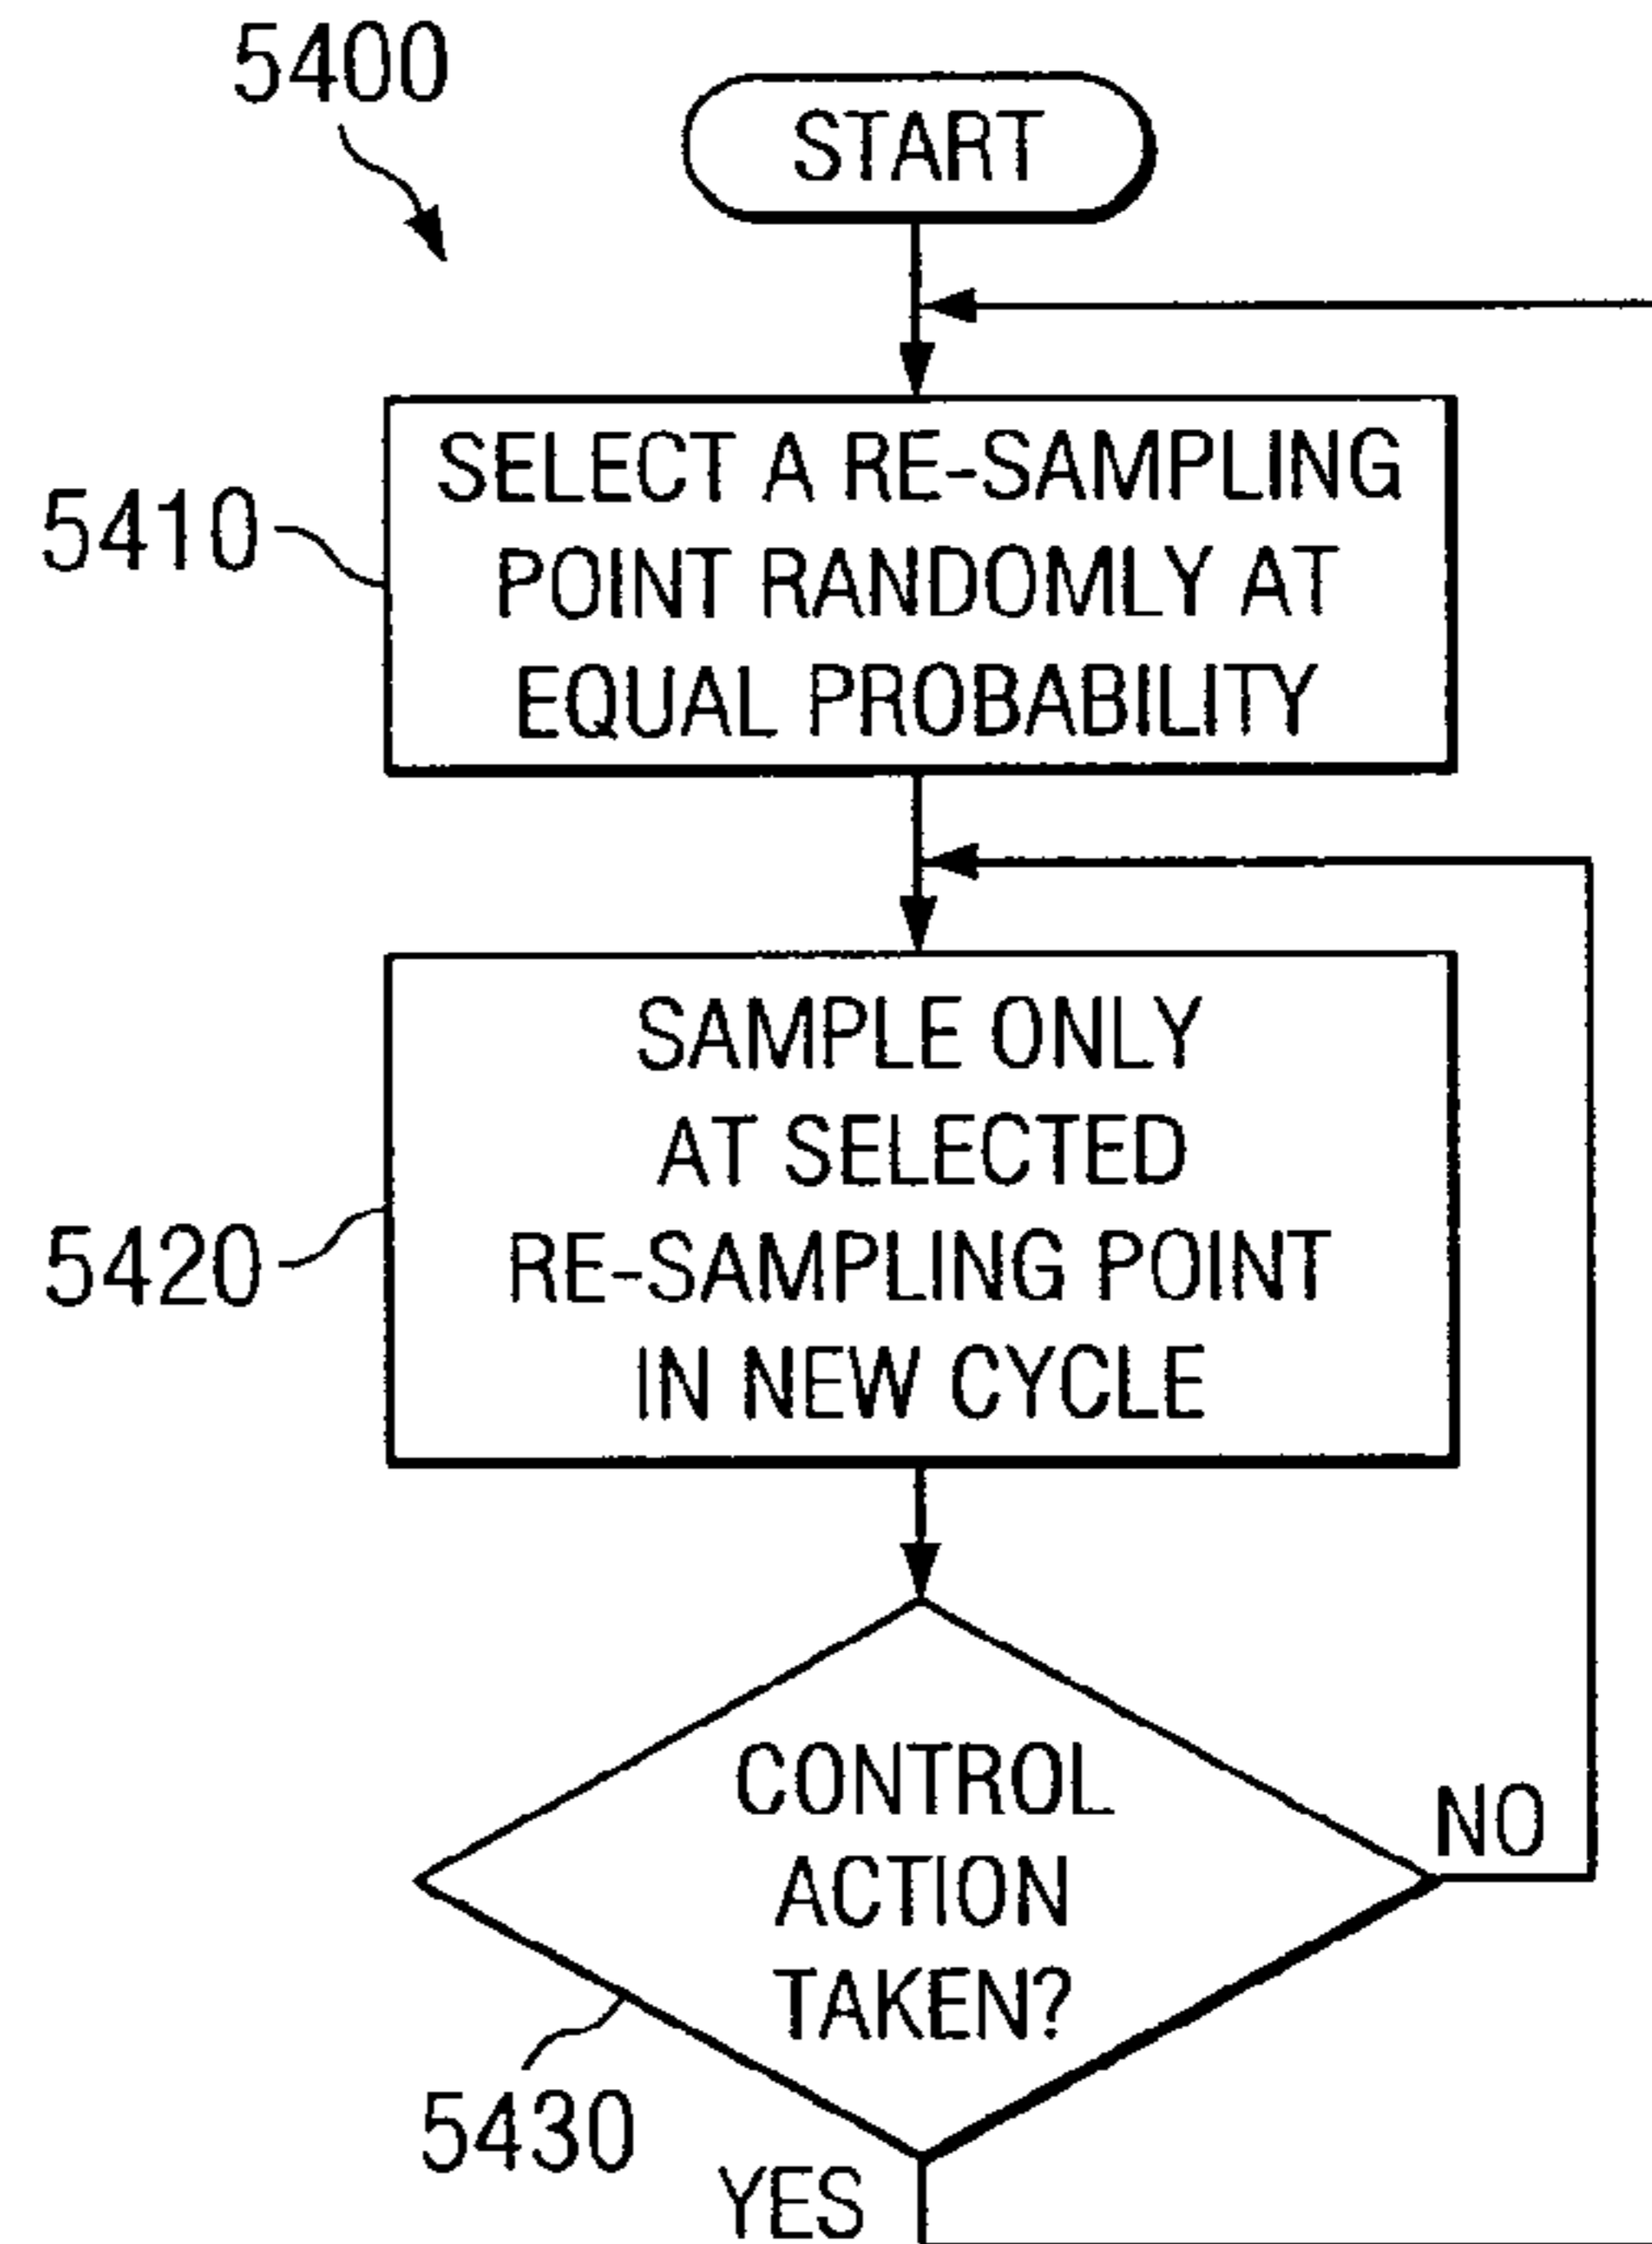 5400
START
5410
SELECT A RE-SAMPLING
POINT RANDOMLY AT
EQUAL PROBABILITY
5420
SAMPLE ONLY
AT SELECTED
RE-SAMPLING POINT
IN NEW CYCLE
CONTROL
ACTION
TAKEN?
NO
5430
YES